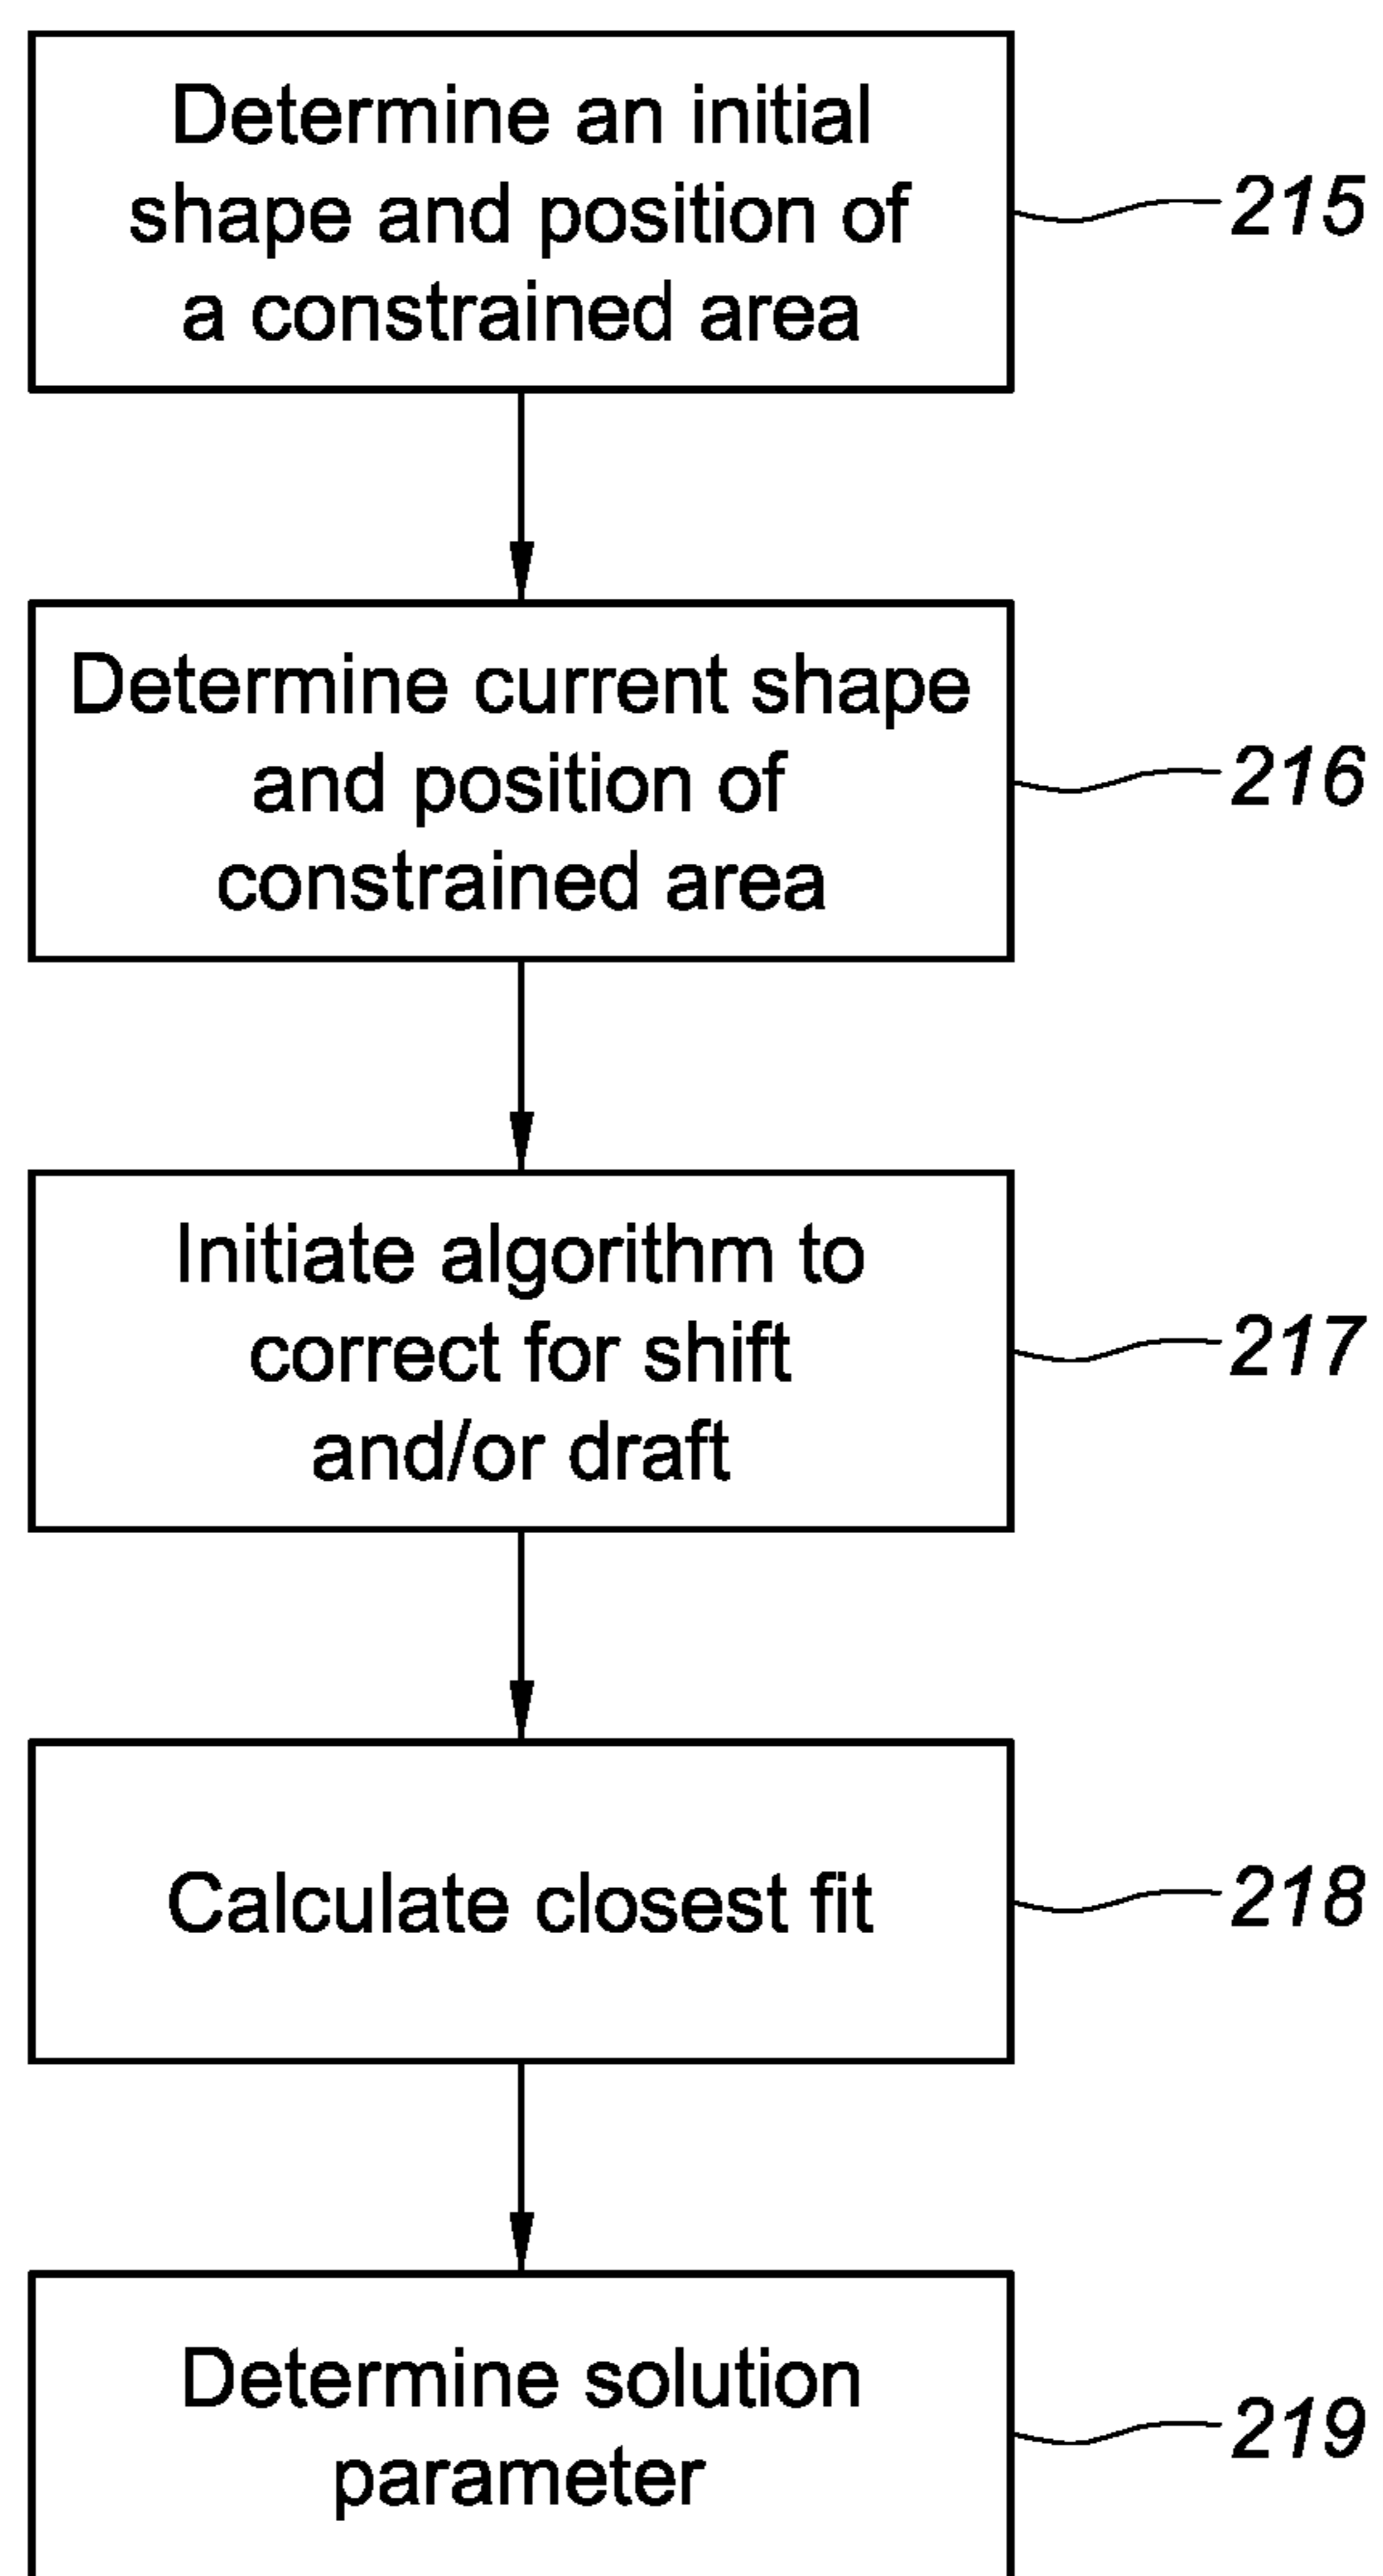 Determine an initial
shape and position of
a constrained area
215
Determine current shape
and position of
constrained area
216
Initiate algorithm to
correct for shift
and/or draft
217
Calculate closest fit
218
Determine solution
parameter
219